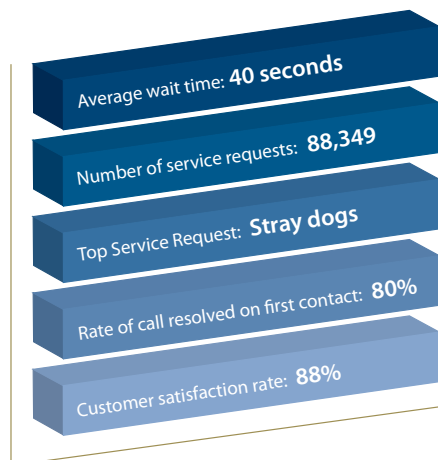 Average wait time: 40 seconds
Number of service requests: 88,349
Top Service Request: Stray dogs
Rate of call resolved on first contact: 80%
Customer satisfaction rate: 88%